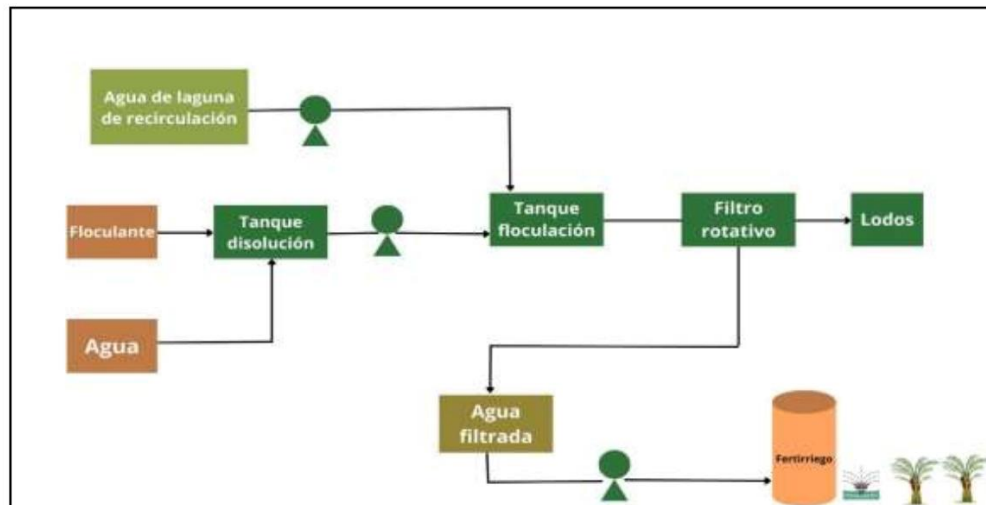 Agua de laguna
de recirculación
Floculante
Tanque
disolución
Tanque
floculación
Filtro
rotativo
Lodos
Agua
Agua
filtrada
Fertirriego